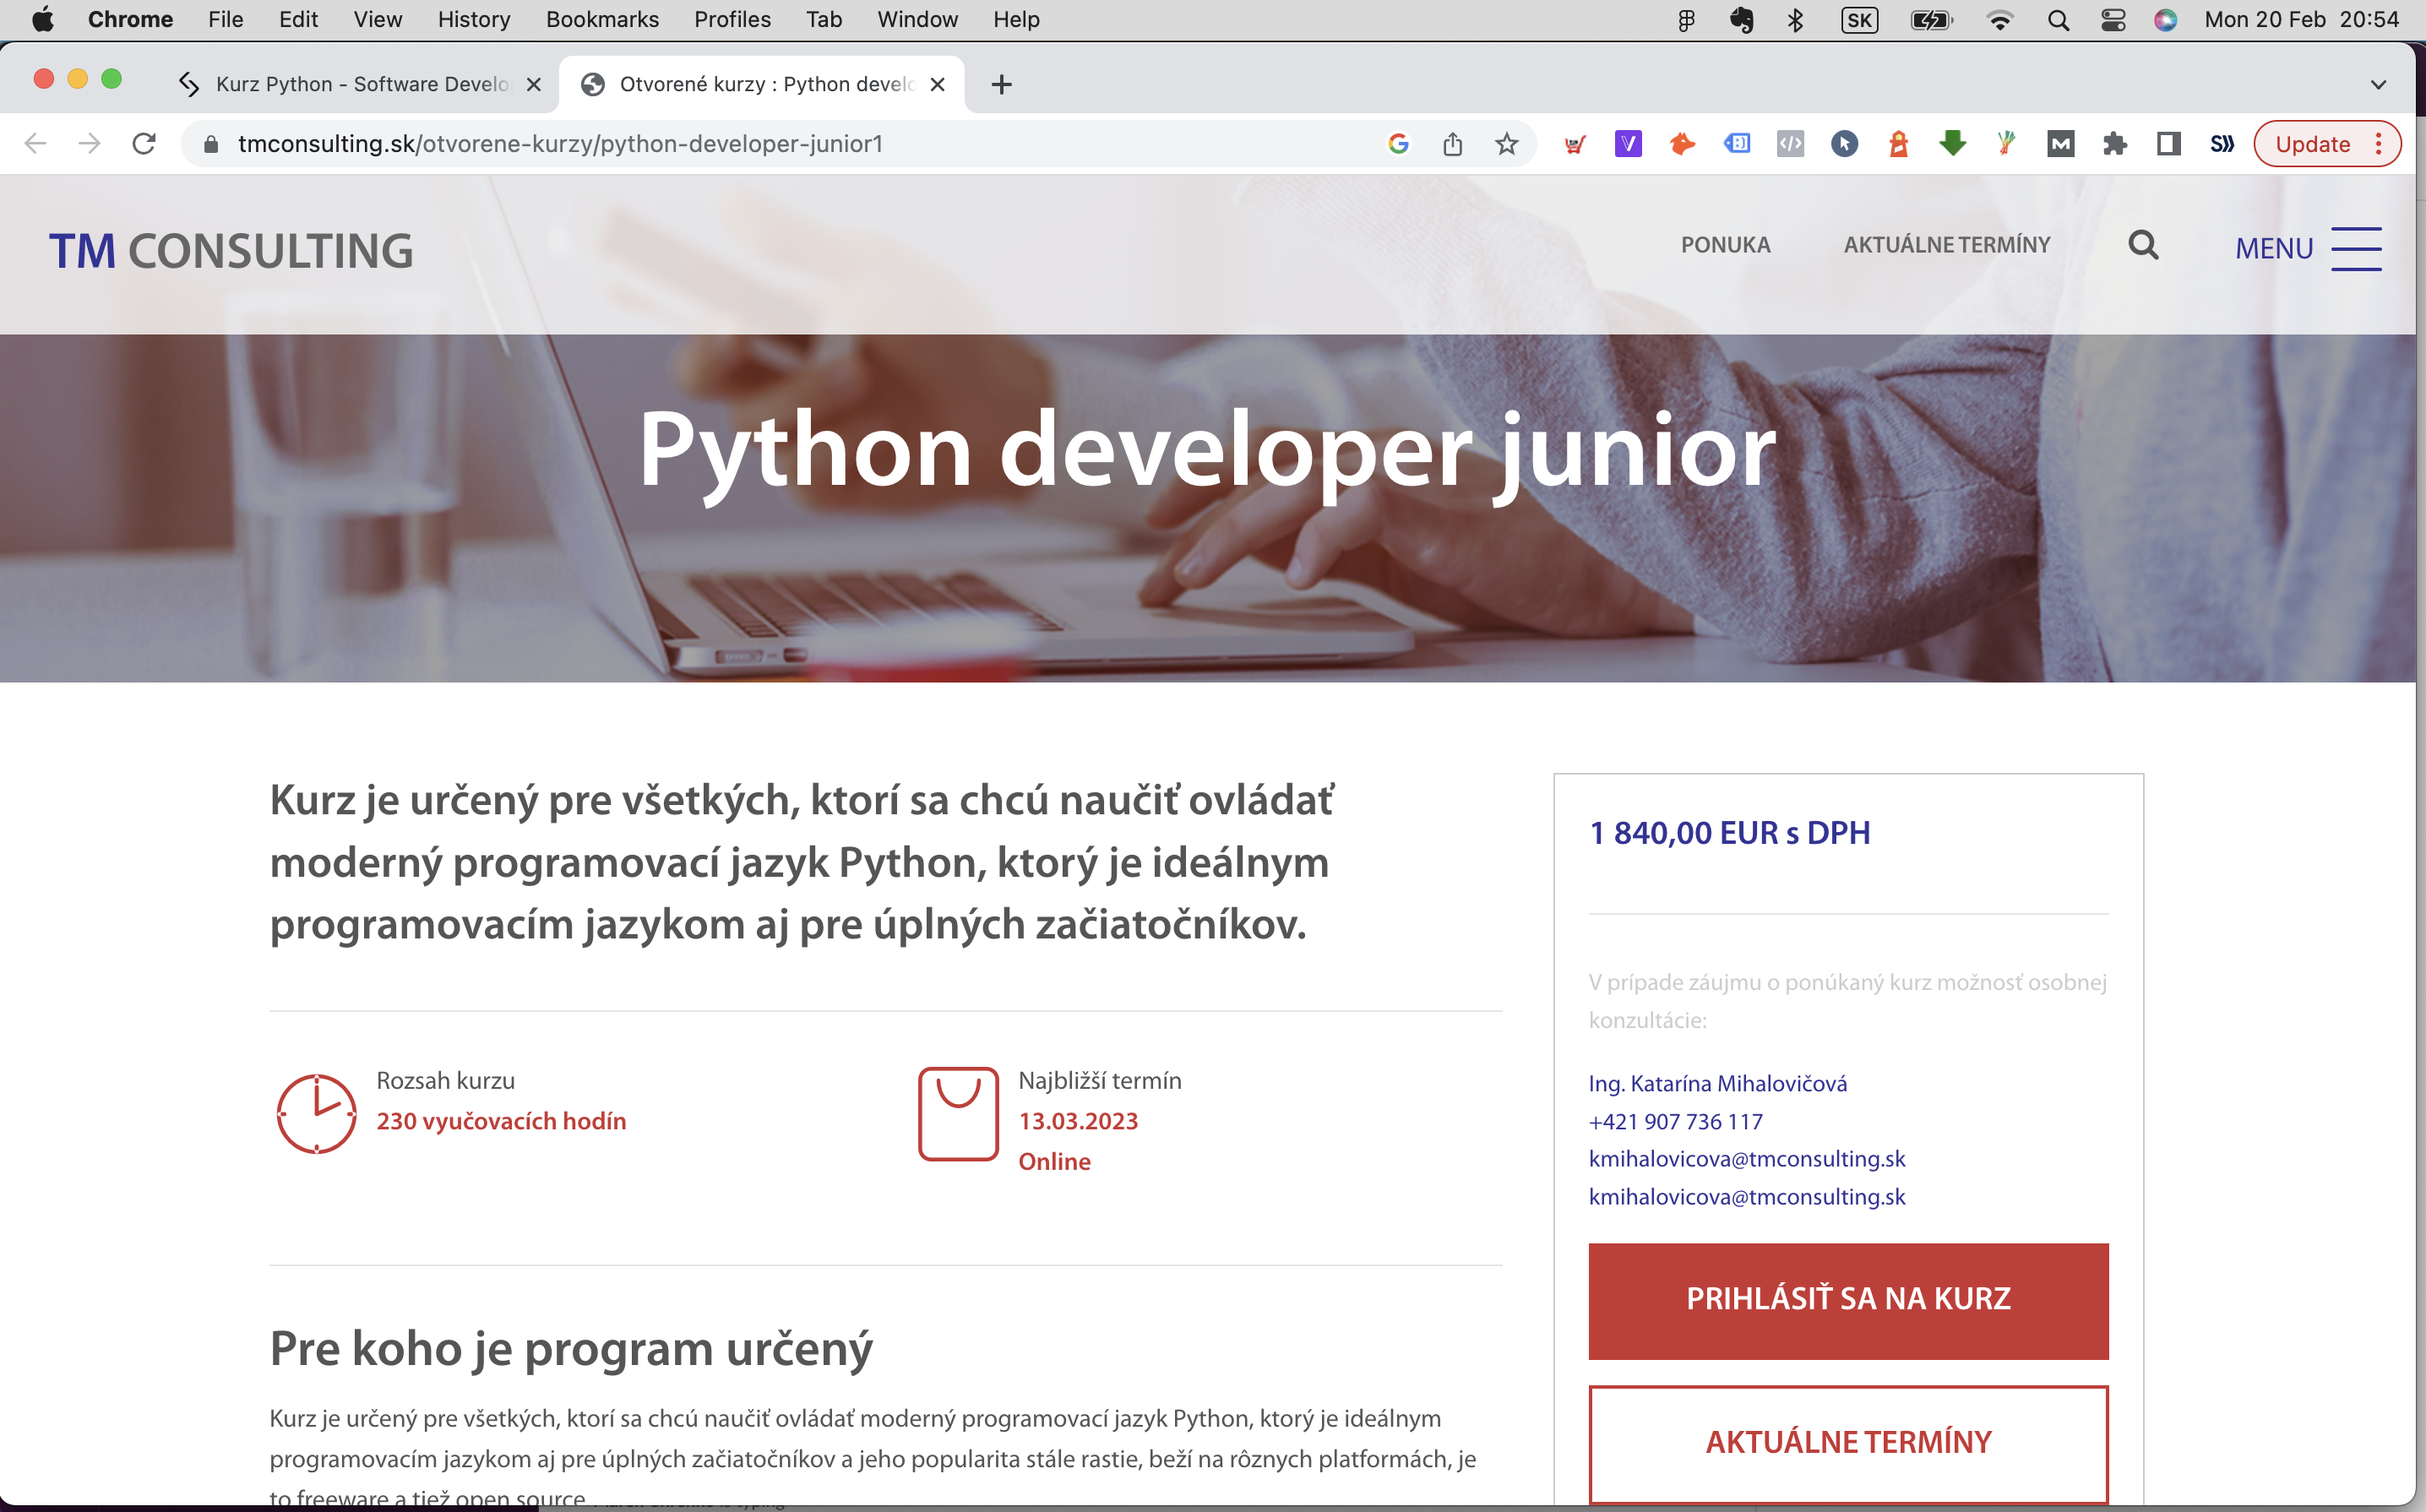 Chrome File Edit View History Bookmarks Profiles Tab Window Help SK Mon 20 Feb 20:54
Kurz Python - Software Develo Otvorené kurzy : Python develo
tmconsulting.sk/otvorene-kurzy/python-developer-junior1 Update
TM CONSULTING PONUKA AKTUÁLNE TERMÍNY MENU
Python developer junior
Kurz je určený pre všetkých, ktorí sa chcú naučiť ovládať
moderný programovací jazyk Python, ktorý je ideálnym
programovacím jazykom aj pre úplných začiatočníkov.
Rozsah kurzu
230 vyučovacích hodín
Najbližší termín
13.03.2023
Online
Pre koho je program určený
Kurz je určený pre všetkých, ktorí sa chcú naučiť ovládať moderný programovací jazyk Python, ktorý je ideálnym
programovacím jazykom aj pre úplných začiatočníkov a jeho popularita stále rastie, beží na rôznych platformách, je
to freeware a tiež open source
1 840,00 EUR s DPH
V prípade záujmu o ponúkaný kurz možnosť osobnej
konzultácie:
Ing. Katarína Mihalovičová
+421 907 736 117
kmihalovicova@tmconsulting.sk
kmihalovicova@tmconsulting.sk
PRIHLÁSIŤ SA NA KURZ
AKTUÁLNE TERMÍNY